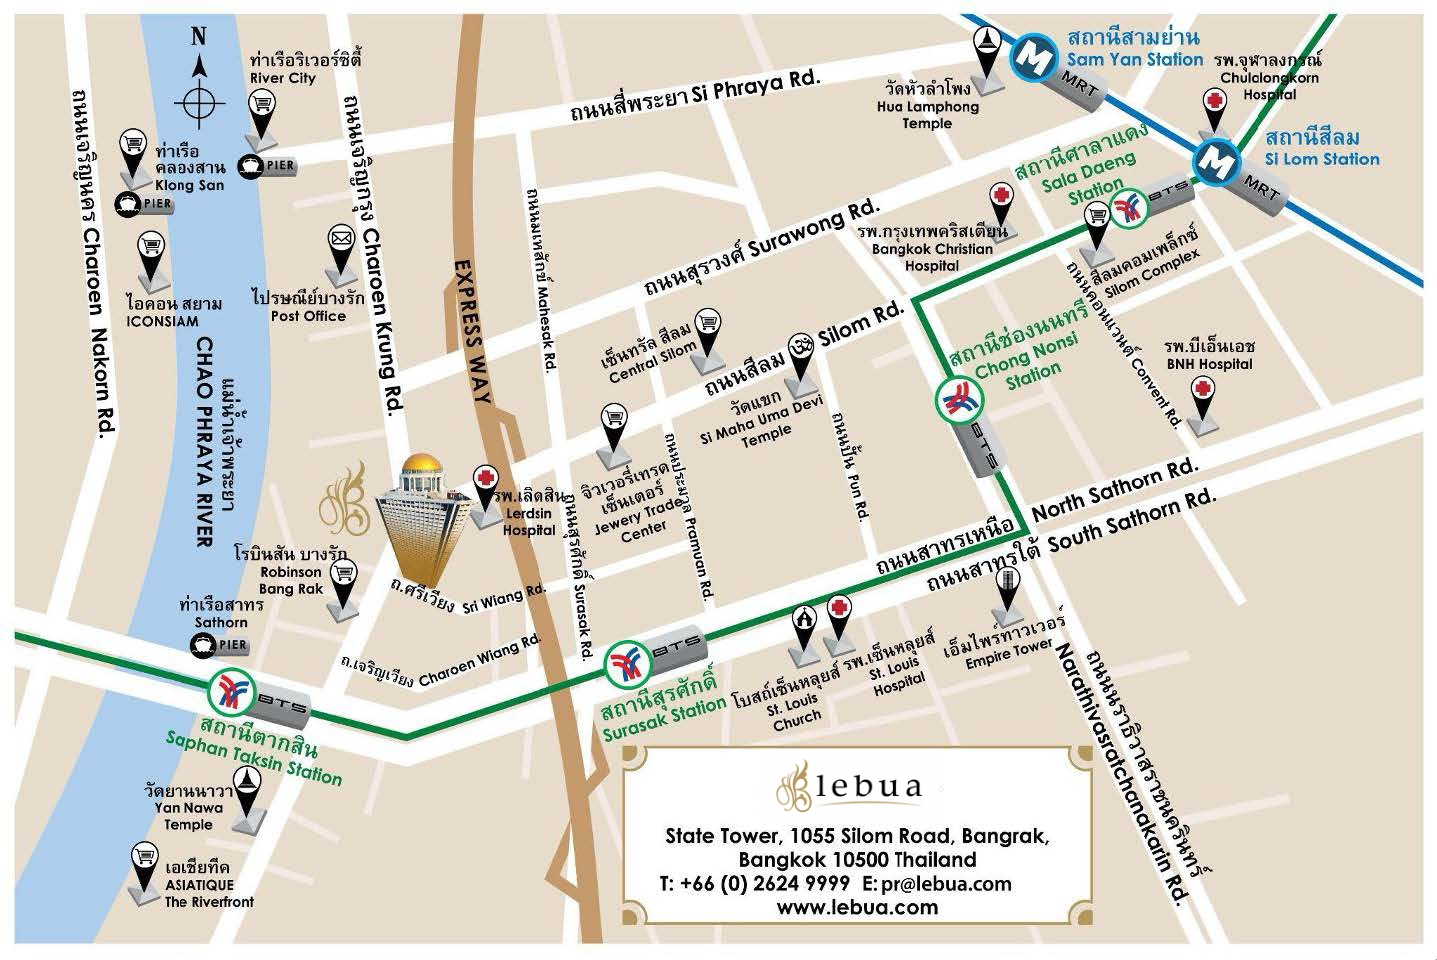 N
ท่าเรือริเวอร์ซิตี้
River City
PIER
ท่าเรือ
คลองสาน
Klong San
PIER
ไอคอน สยาม
ICONSIAM
ถนนเจริญนคร Charoen Nakorn Rd.
แม่น้ำเจ้าพระยา
CHAO PHRAYA RIVER
ถนนเจริญกรุง Charoen Krung Rd.
ไปรษณีย์บางรัก
Post Office
EXPRESS WAY
ถนนสี่พระยา Si Phraya Rd.
ถนนมเหสักข์ Mahesak Rd.
ถนนสุรวงศ์ Surawong Rd.
วัดหัวลำโพง
Hua Lamphong
Temple
M
MRT
สถานีสามย่าน
Sam Yan Station
รพ.จุฬาลงกรณ์
Chulalongkorn
Hospital
M
MRT
สถานีสีลม
Si Lom Station
สถานีศาลาแดง
Sala Daeng
Station
BTS
รพ.กรุงเทพคริสเตียน
Bangkok Christian
Hospital
สีลมคอมเพล็กซ์
Silom Complex
ถนนคอนแวนต์ Convent Rd.
รพ.บีเอ็นเอช
BNH Hospital
สถานีช่องนนทรี
Chong Nonsi
Station
BTS
เซ็นทรัล สีลม
Central Silom
ถนนสีลม Silom Rd.
วัดแขก
Si Maha Uma Devi
Temple
ถนนปั้น Pun Rd.
จิวเวอรี่เทรด
เซ็นเตอร์
Jewery Trade
Center
ถนนประมวล Pramuan Rd.
รพ.เลิดสิน
Lerdsin
Hospital
ถนนสุรศักดิ์ Surasak Rd.
โรบินสัน บางรัก
Robinson
Bang Rak
ถ.ศรีเวียง Sri Wiang Rd.
ถ.เจริญเวียง Charoen Wiang Rd.
ท่าเรือสาทร
Sathorn
PIER
BTS
สถานีตากสิน
Saphan Taksin Station
วัดยานนาวา
Yan Nawa
Temple
เอเชียทีค
ASIATIQUE
The Riverfront
BTS
สถานีสุรศักดิ์
Surasak Station
ถนนสาทรเหนือ North Sathorn Rd.
ถนนสาทรใต้ South Sathorn Rd.
โบสถ์เซ็นหลุยส์
St. Louis
Church
รพ.เซ็นหลุยส์
St. Louis
Hospital
เอ็มไพร์ทาวเวอร์
Empire Tower
ถนนนราธิวาสราชนครินทร์
Narathivasratchanakarin Rd.
lebua
State Tower, 1055 Silom Road, Bangrak,
Bangkok 10500 Thailand
T: +66 (0) 2624 9999 E: pr@lebua.com
www.lebua.com